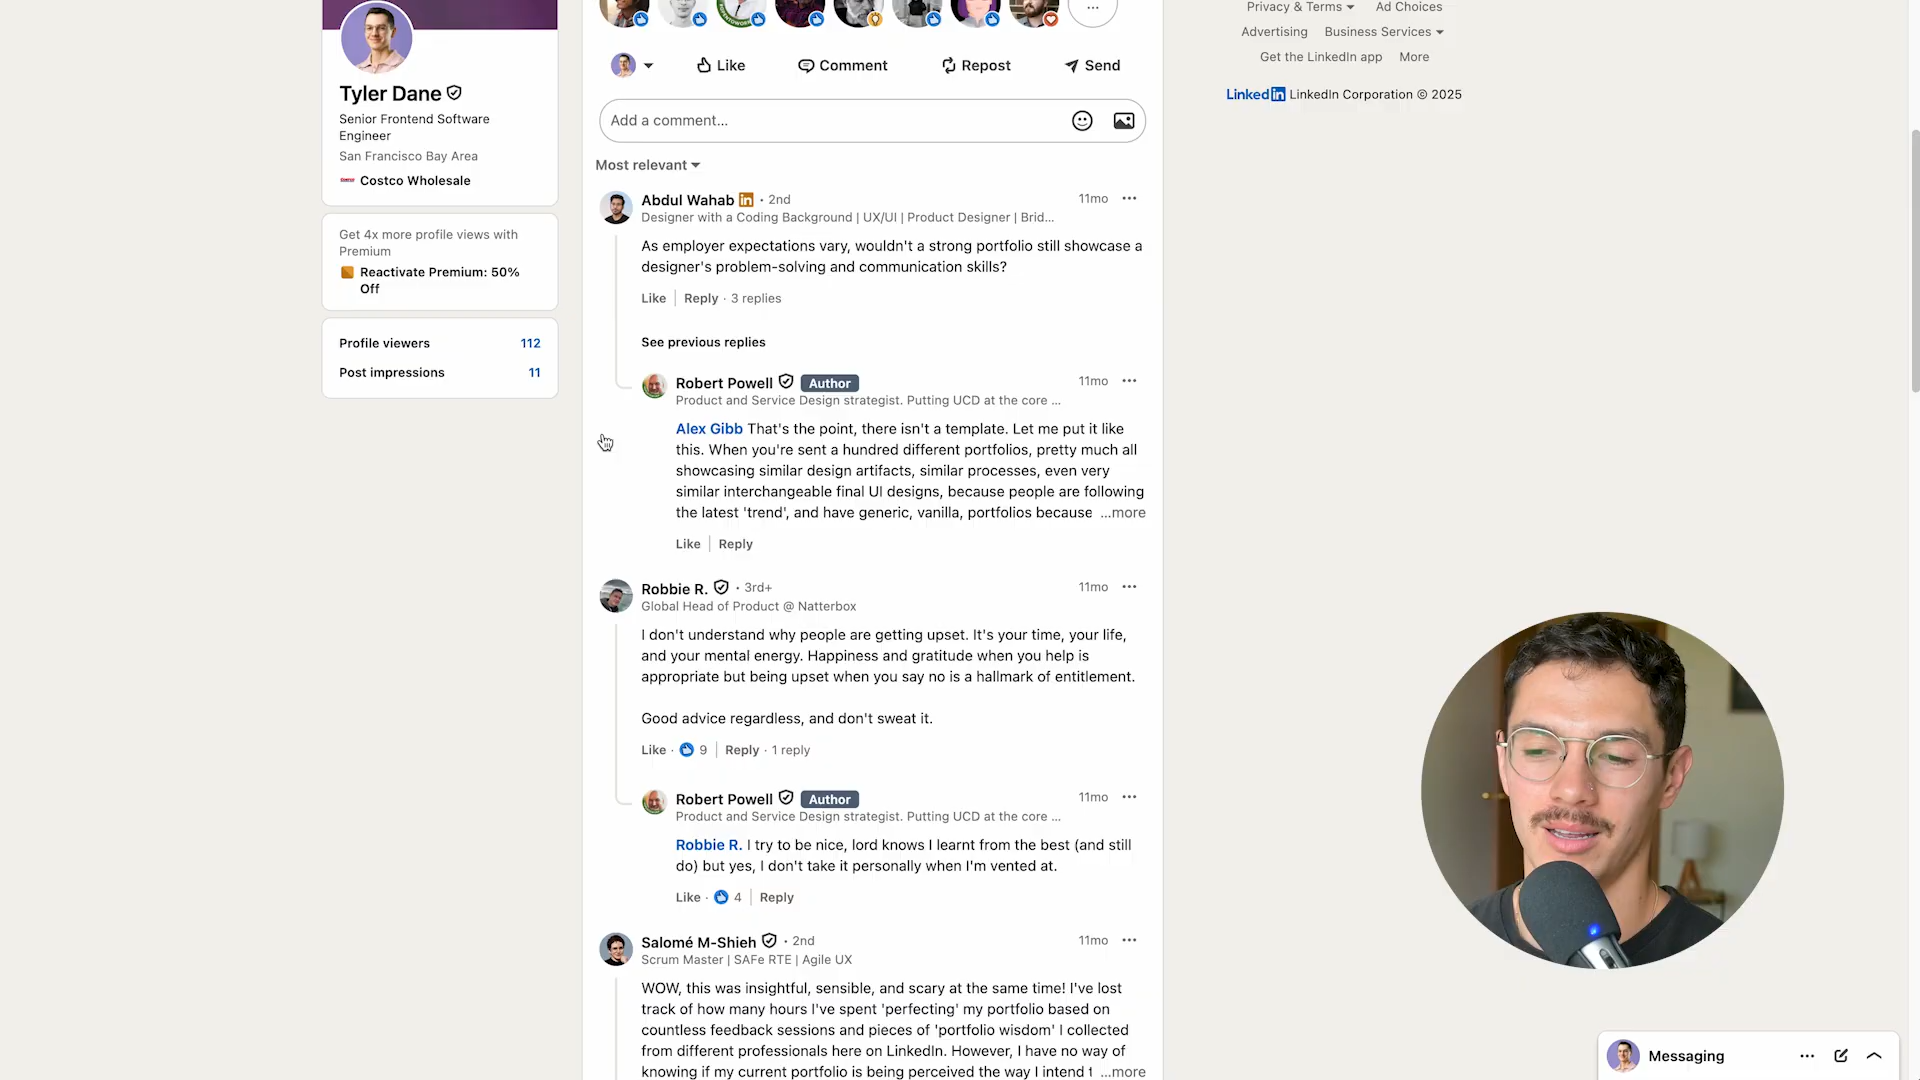 Tyler Dane
Senior Frontend Software
Engineer
San Francisco Bay Area
Costco Wholesale
Get 4x more profile views with
Premium
Reactivate Premium: 50%
Off
Profile viewers 112
Post impressions 11
Like Comment Repost Send
Add a comment...
Most relevant
Abdul Wahab in • 2nd 11mo
Designer with a Coding Background | UX/UI | Product Designer | Brid...
As employer expectations vary, wouldn't a strong portfolio still showcase a
designer's problem-solving and communication skills?
Like | Reply · 3 replies
See previous replies
Robert Powell Author 11mo
Product and Service Design strategist. Putting UCD at the core ...
Alex Gibb That's the point, there isn't a template. Let me put it like
this. When you're sent a hundred different portfolios, pretty much all
showcasing similar design artifacts, similar processes, even very
similar interchangeable final UI designs, because people are following
the latest 'trend', and have generic, vanilla, portfolios because ...more
Like | Reply
Robbie R. • 3rd+ 11mo
Global Head of Product @ Natterbox
I don't understand why people are getting upset. It's your time, your life,
and your mental energy. Happiness and gratitude when you help is
appropriate but being upset when you say no is a hallmark of entitlement.
Good advice regardless, and don't sweat it.
Like · 9 | Reply · 1 reply
Robert Powell Author 11mo
Product and Service Design strategist. Putting UCD at the core ...
Robbie R. I try to be nice, lord knows I learnt from the best (and still
do) but yes, I don't take it personally when I'm vented at.
Like · 4 | Reply
Salomé M-Shieh • 2nd 11mo
Scrum Master | SAFe RTE | Agile UX
WOW, this was insightful, sensible, and scary at the same time! I've lost
track of how many hours I've spent 'perfecting' my portfolio based on
countless feedback sessions and pieces of 'portfolio wisdom' I collected
from different professionals here on LinkedIn. However, I have no way of
knowing if my current portfolio is being perceived the way I intend t ...more
Privacy & Terms Ad Choices
Advertising Business Services
Get the LinkedIn app More
LinkedIn LinkedIn Corporation © 2025
Messaging